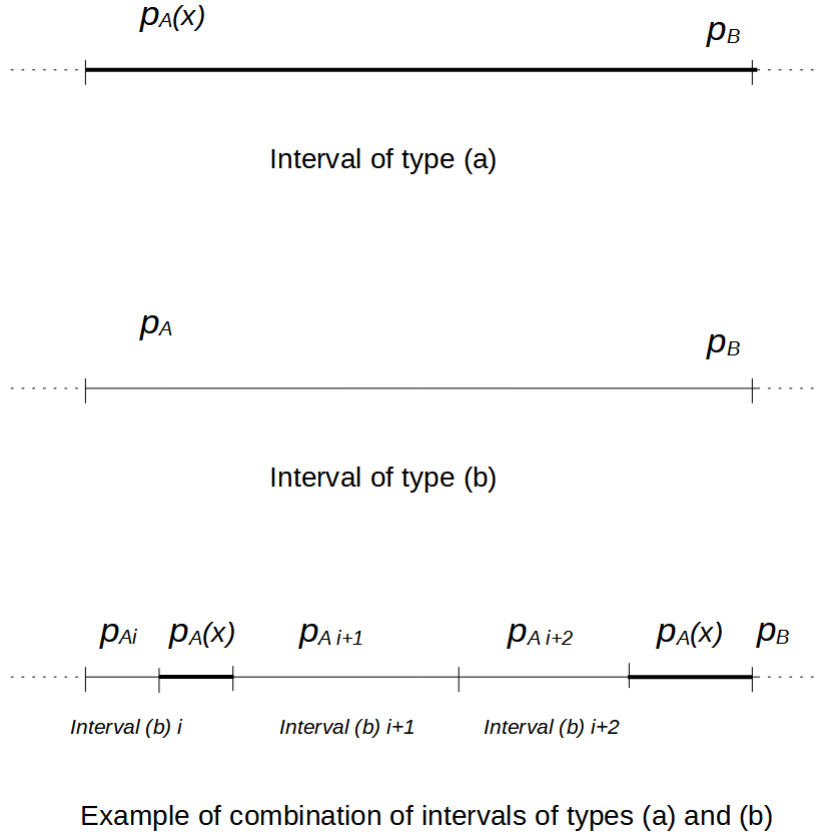 pA(x) pB
Interval of type (a)
pA pB
Interval of type (b)
pAi pA(x) pA i+1 pA i+2 pA(x) pB
Interval (b) i Interval (b) i+1 Interval (b) i+2
Example of combination of intervals of types (a) and (b)